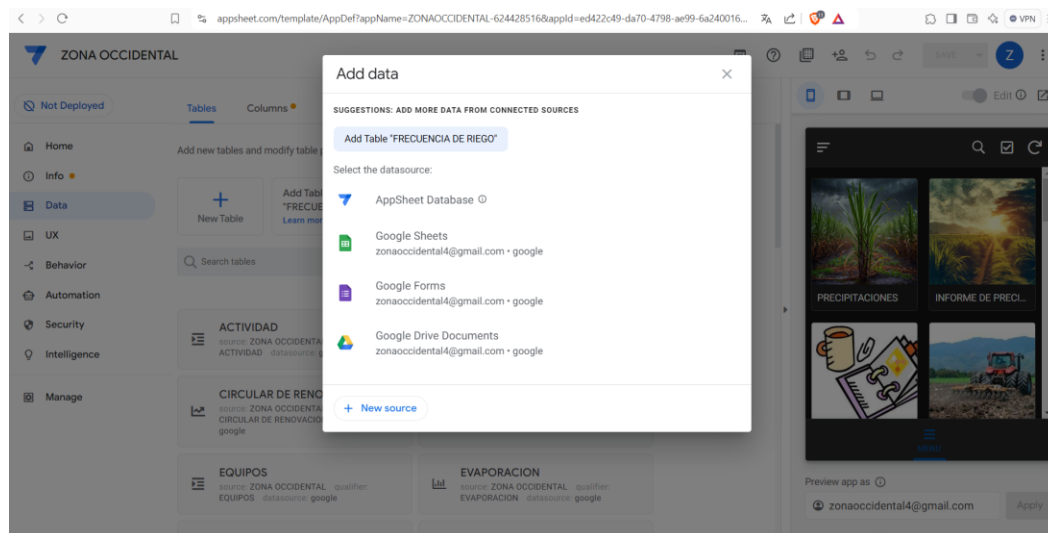 appsheet.com/template/AppDef?appName=ZONAOCCIDENTAL-624428516&appId=ed422c49-da70-4798-ae99-6a240016...
VPN
ZONA OCCIDENTAL
SAVE
Z
Not Deployed
Tables
Columns
Edit
Home
Info
Data
UX
Behavior
Automation
Security
Intelligence
Manage
Add new tables and modify table p
New Table
Add Tabl
"FRECUE
Learn mor
Search tables
ACTIVIDAD
source: ZONA OCCIDENTA
ACTIVIDAD datasource: g
CIRCULAR DE RENO
source: ZONA OCCIDENTA
CIRCULAR DE RENOVACIO
google
EQUIPOS
source: ZONA OCCIDENTAL qualifier:
EQUIPOS datasource: google
EVAPORACION
source: ZONA OCCIDENTAL qualifier:
EVAPORACION datasource: google
Add data
SUGGESTIONS: ADD MORE DATA FROM CONNECTED SOURCES
Add Table "FRECUENCIA DE RIEGO"
Select the datasource:
AppSheet Database
Google Sheets
zonaoccidental4@gmail.com • google
Google Forms
zonaoccidental4@gmail.com • google
Google Drive Documents
zonaoccidental4@gmail.com • google
+ New source
PRECIPITACIONES
INFORME DE PRECI...
MENU
Preview app as
zonaoccidental4@gmail.com
Apply